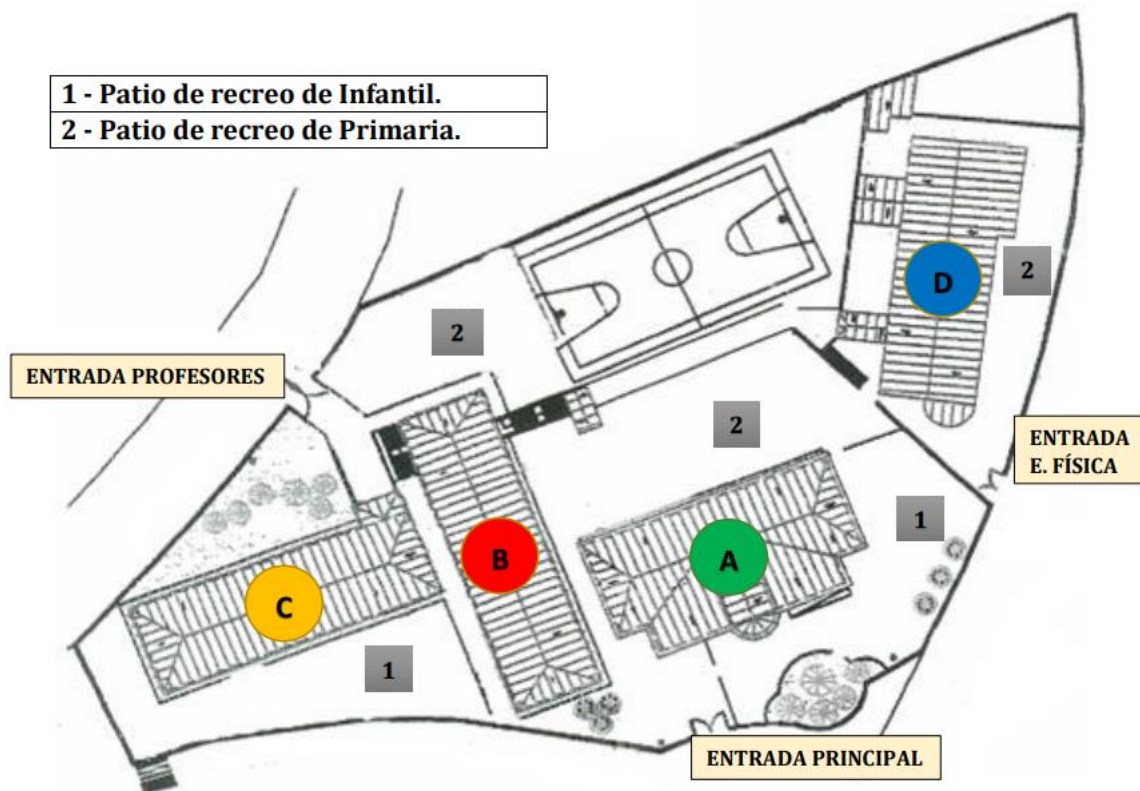 1 - Patio de recreo de Infantil.
2 - Patio de recreo de Primaria.
2
D
2
ENTRADA PROFESORES
2
ENTRADA
E. FÍSICA
1
B
A
C
1
ENTRADA PRINCIPAL